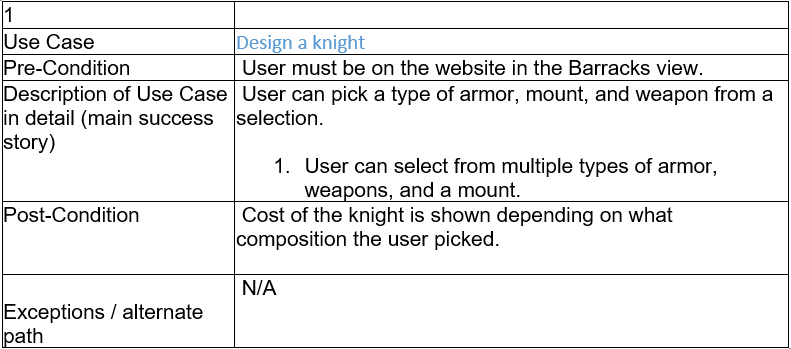 1
Use Case
Design a knight
Pre-Condition
User must be on the website in the Barracks view.
Description of Use Case
in detail (main success
story)
User can pick a type of armor, mount, and weapon from a
selection.
1. User can select from multiple types of armor,
weapons, and a mount.
Post-Condition
Cost of the knight is shown depending on what
composition the user picked.
Exceptions / alternate
path
N/A